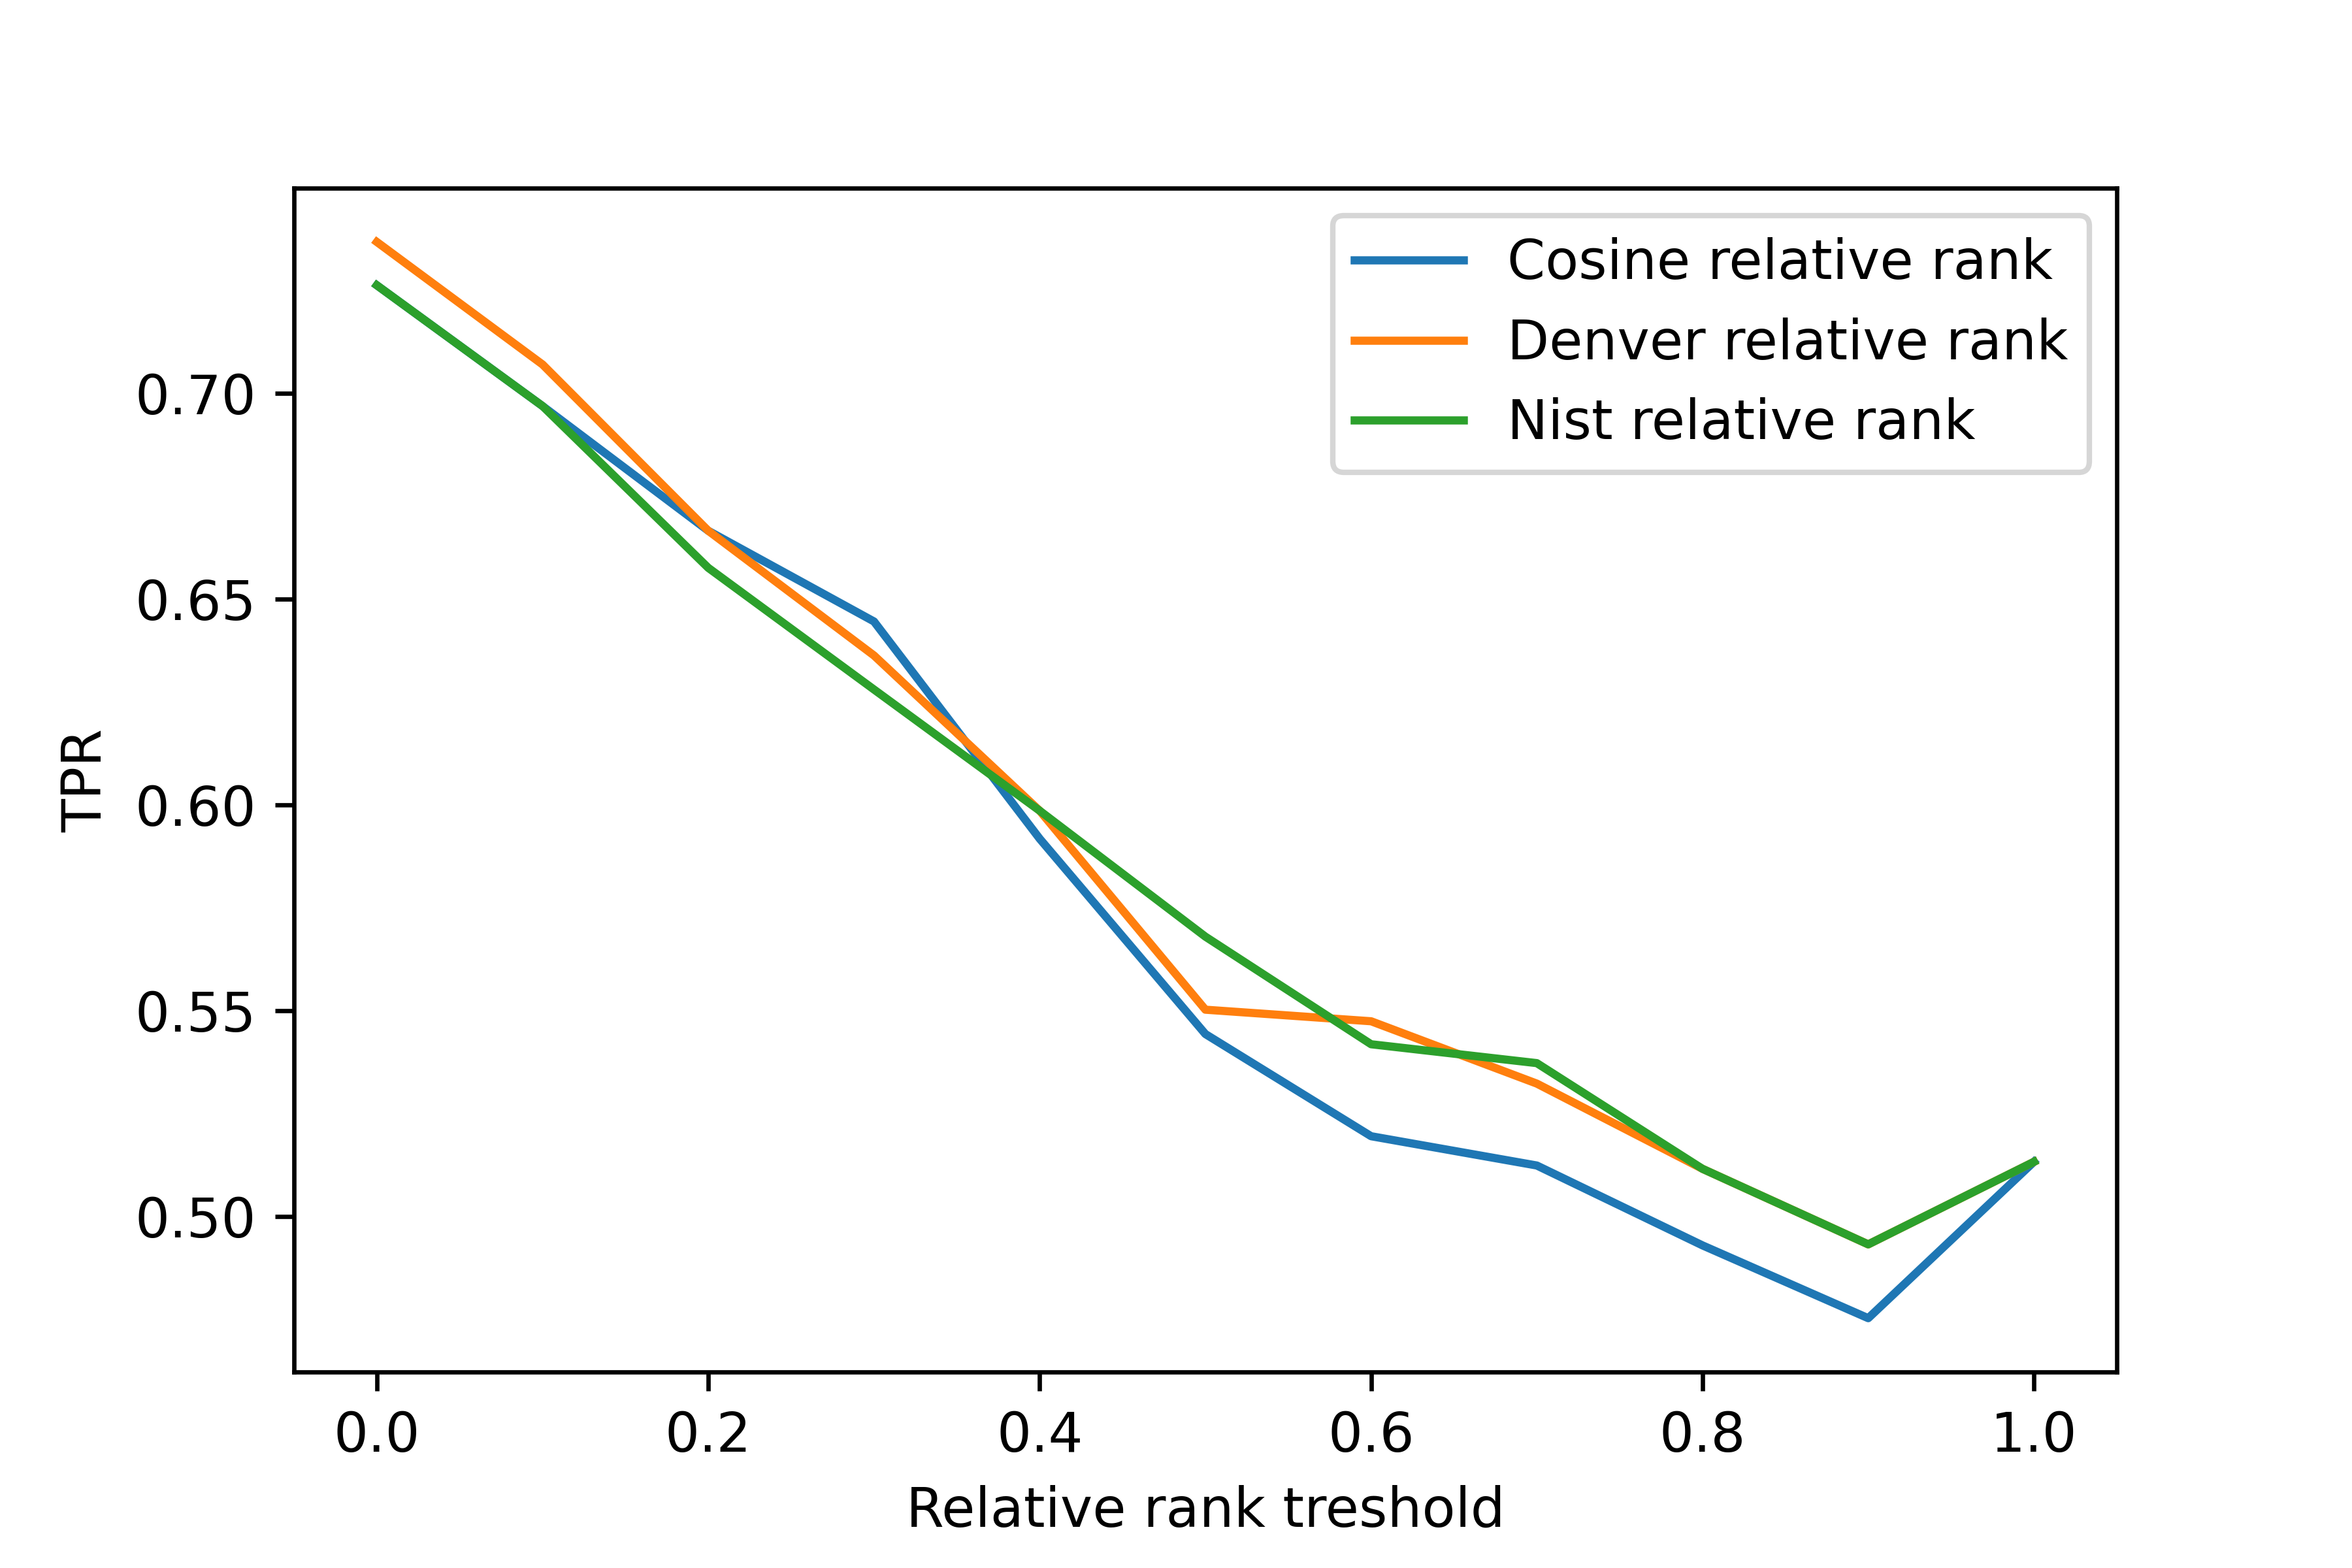 Cosine relative rank
Denver relative rank
Nist relative rank
TPR
0.70
0.65
0.60
0.55
0.50
0.0 0.2 0.4 0.6 0.8 1.0
Relative rank treshold